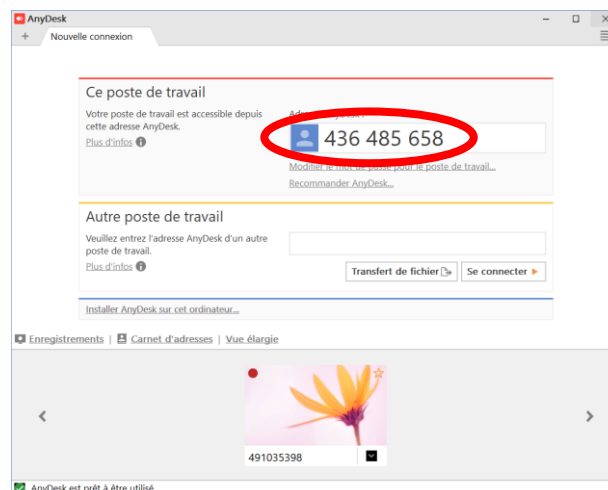 AnyDesk
Nouvelle connexion
Ce poste de travail
Votre poste de travail est accessible depuis
cette adresse AnyDesk.
Plus d'infos
436 485 658
Modifier le mot de passe pour le poste de travail...
Recommander AnyDesk...
Autre poste de travail
Veuillez entrez l'adresse AnyDesk d'un autre
poste de travail.
Plus d'infos
Transfert de fichier
Se connecter
Installer AnyDesk sur cet ordinateur...
Enregistrements | Carnet d'adresses | Vue élargie
491035398
AnyDesk est prêt à être utilisé